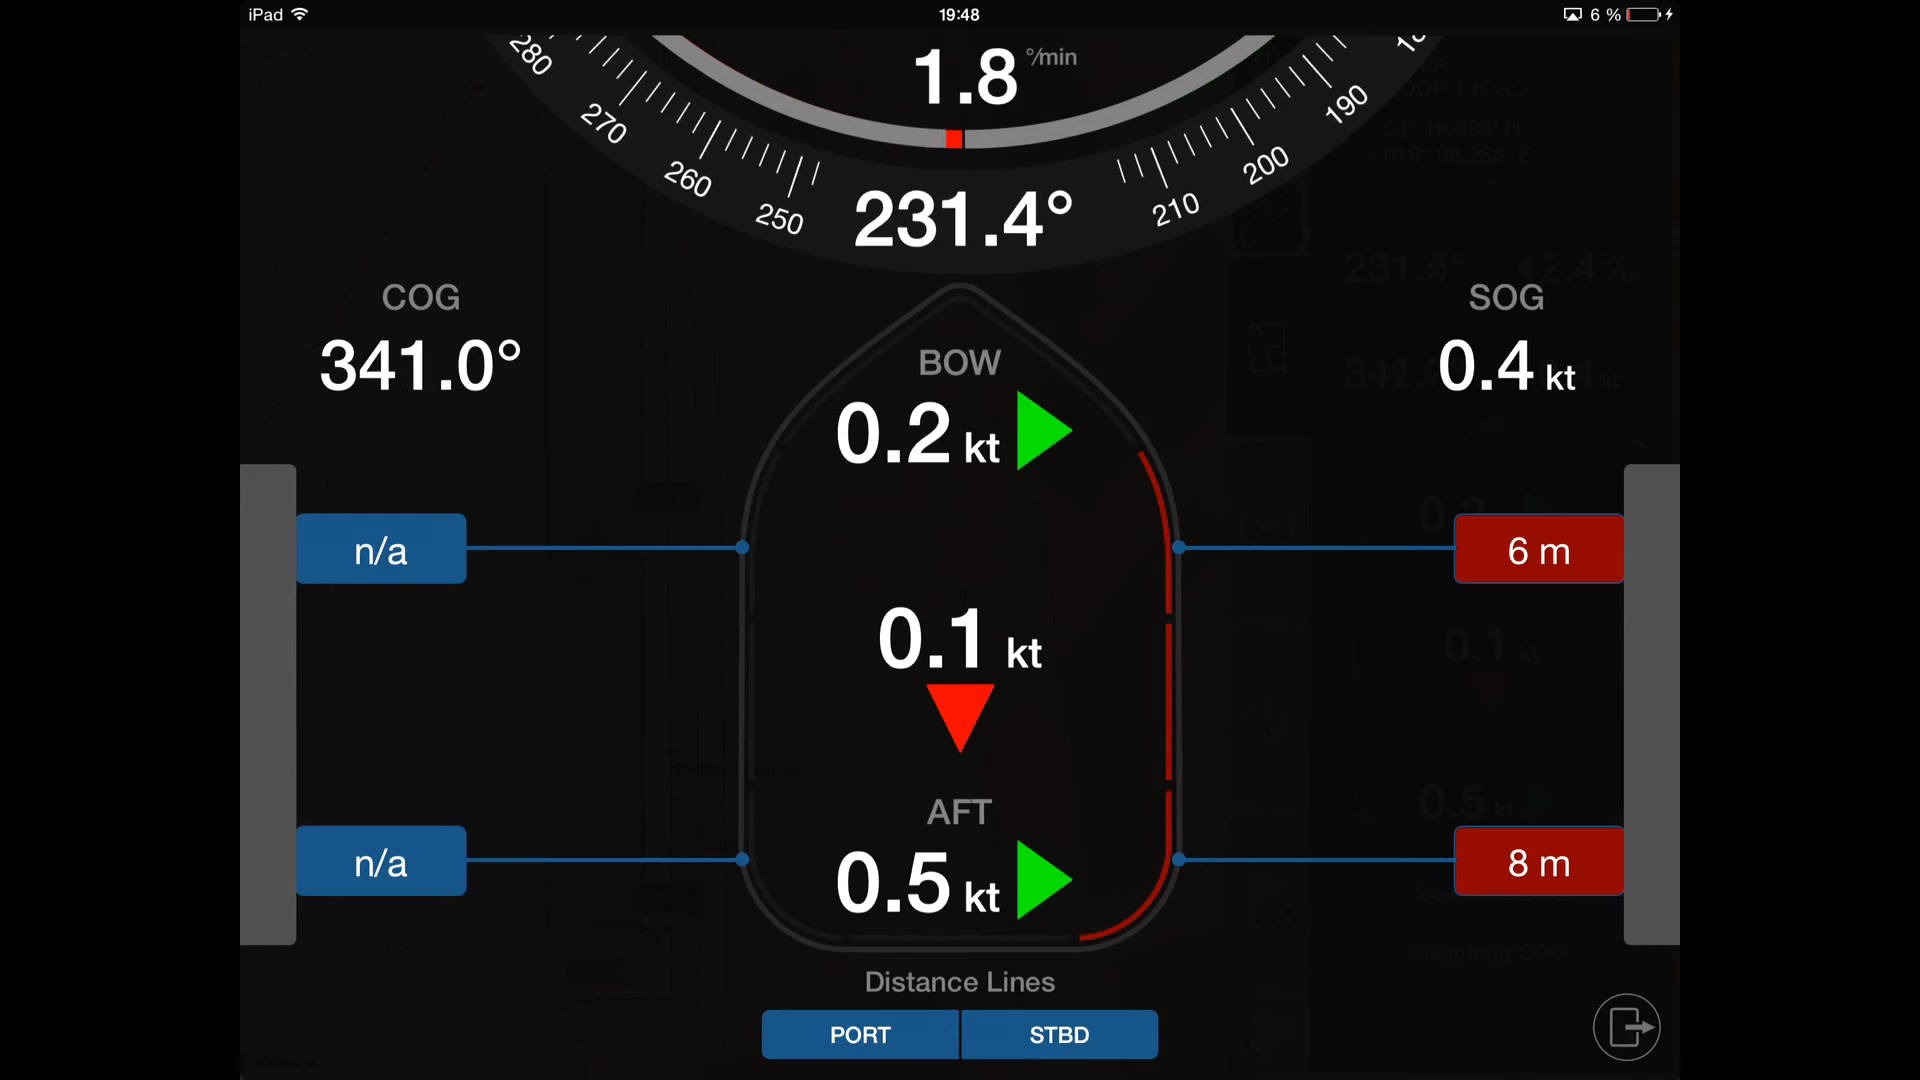 iPad 19:48 6 %
1.8 °/min
280 270 260 250 231.4° 210 200 190
COG SOG
341.0° 0.4 kt
BOW
0.2 kt
n/a 6 m
0.1 kt
AFT
0.5 kt
n/a 8 m
Distance Lines
PORT STBD